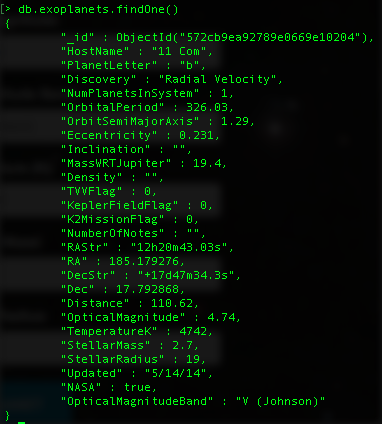 [> db.exoplanets.findOne()
{
"_id" : ObjectId("572cb9ea92789e0669e10204"),
"HostName" : "11 Com",
"PlanetLetter" : "b",
"Discovery" : "Radial Velocity",
"NumPlanetsInSystem" : 1,
"OrbitalPeriod" : 326.03,
"OrbitSemiMajorAxis" : 1.29,
"Eccentricity" : 0.231,
"Inclination" : "",
"MassWRTJupiter" : 19.4,
"Density" : "",
"TVVFlag" : 0,
"KeplerFieldFlag" : 0,
"K2MissionFlag" : 0,
"NumberOfNotes" : "",
"RAStr" : "12h20m43.03s",
"RA" : 185.179276,
"DecStr" : "+17d47m34.3s",
"Dec" : 17.792868,
"Distance" : 110.62,
"OpticalMagnitude" : 4.74,
"TemperatureK" : 4742,
"StellarMass" : 2.7,
"StellarRadius" : 19,
"Updated" : "5/14/14",
"NASA" : true,
"OpticalMagnitudeBand" : "V (Johnson)"
}